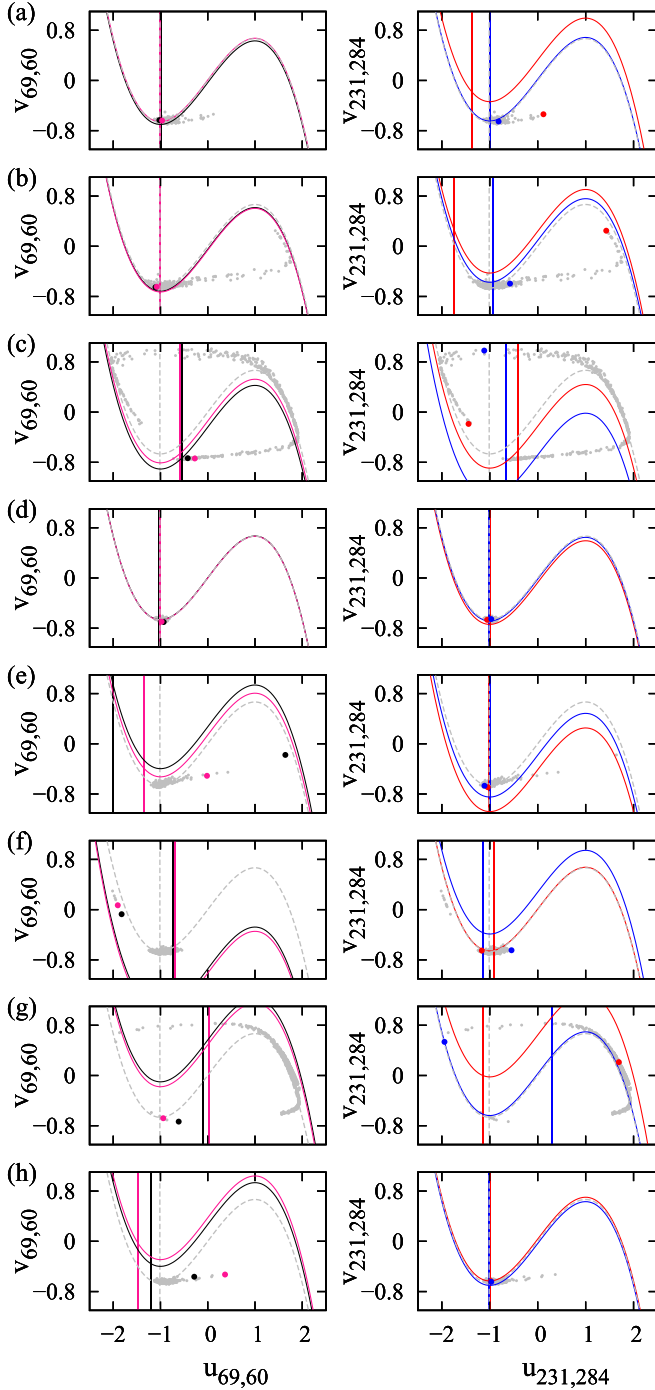 (a) v69,60 0.8 0 −0.8 v231,284 0.8 0 −0.8
(b) v69,60 0.8 0 −0.8 v231,284 0.8 0 −0.8
(c) v69,60 0.8 0 −0.8 v231,284 0.8 0 −0.8
(d) v69,60 0.8 0 −0.8 v231,284 0.8 0 −0.8
(e) v69,60 0.8 0 −0.8 v231,284 0.8 0 −0.8
(f) v69,60 0.8 0 −0.8 v231,284 0.8 0 −0.8
(g) v69,60 0.8 0 −0.8 v231,284 0.8 0 −0.8
(h) v69,60 0.8 0 −0.8 v231,284 0.8 0 −0.8
−2 −1 0 1 2 −2 −1 0 1 2
u69,60 u231,284